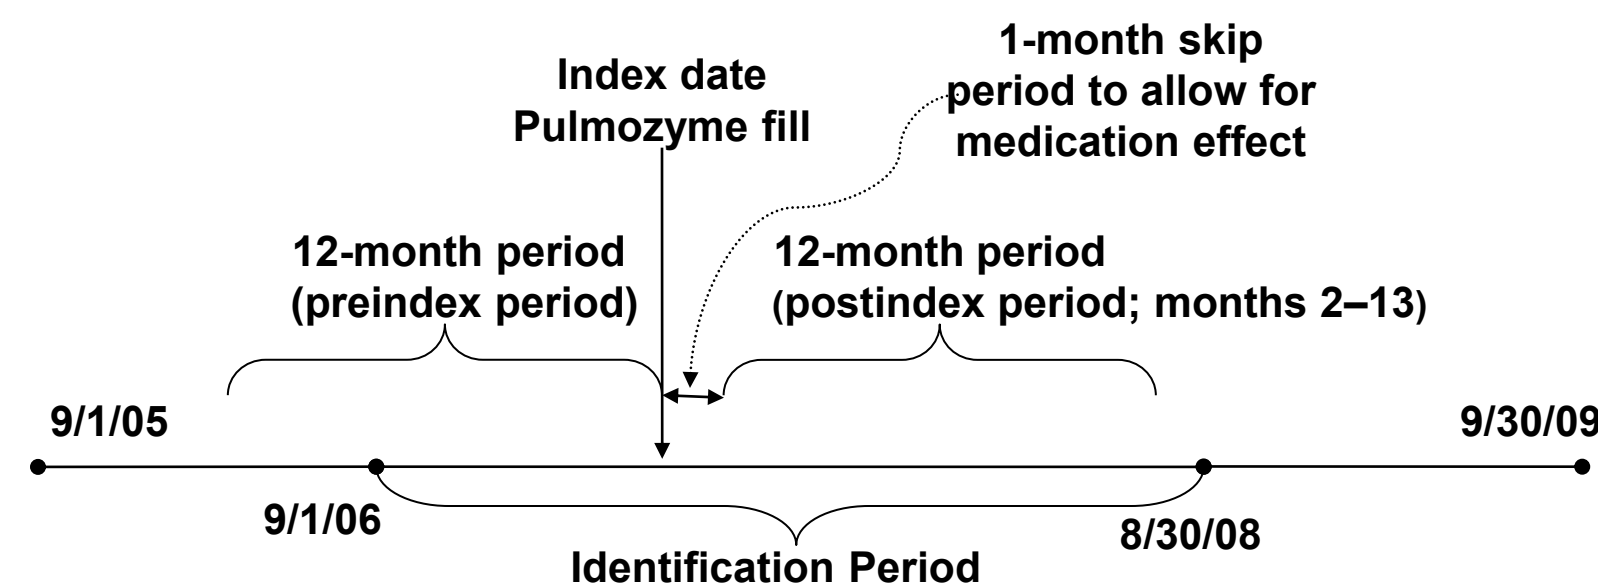 1-month skip
period to allow for
medication effect
Index date
Pulmozyme fill
12-month period
(preindex period)
12-month period
(postindex period; months 2–13)
9/1/05
9/30/09
9/1/06
8/30/08
Identification Period